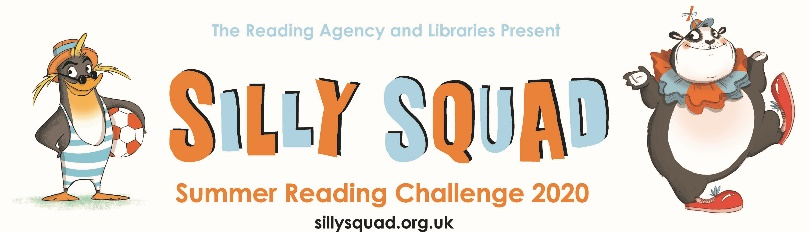 The Reading Agency and Libraries Present
SILLY SQUAD
Summer Reading Challenge 2020
sillysquad.org.uk